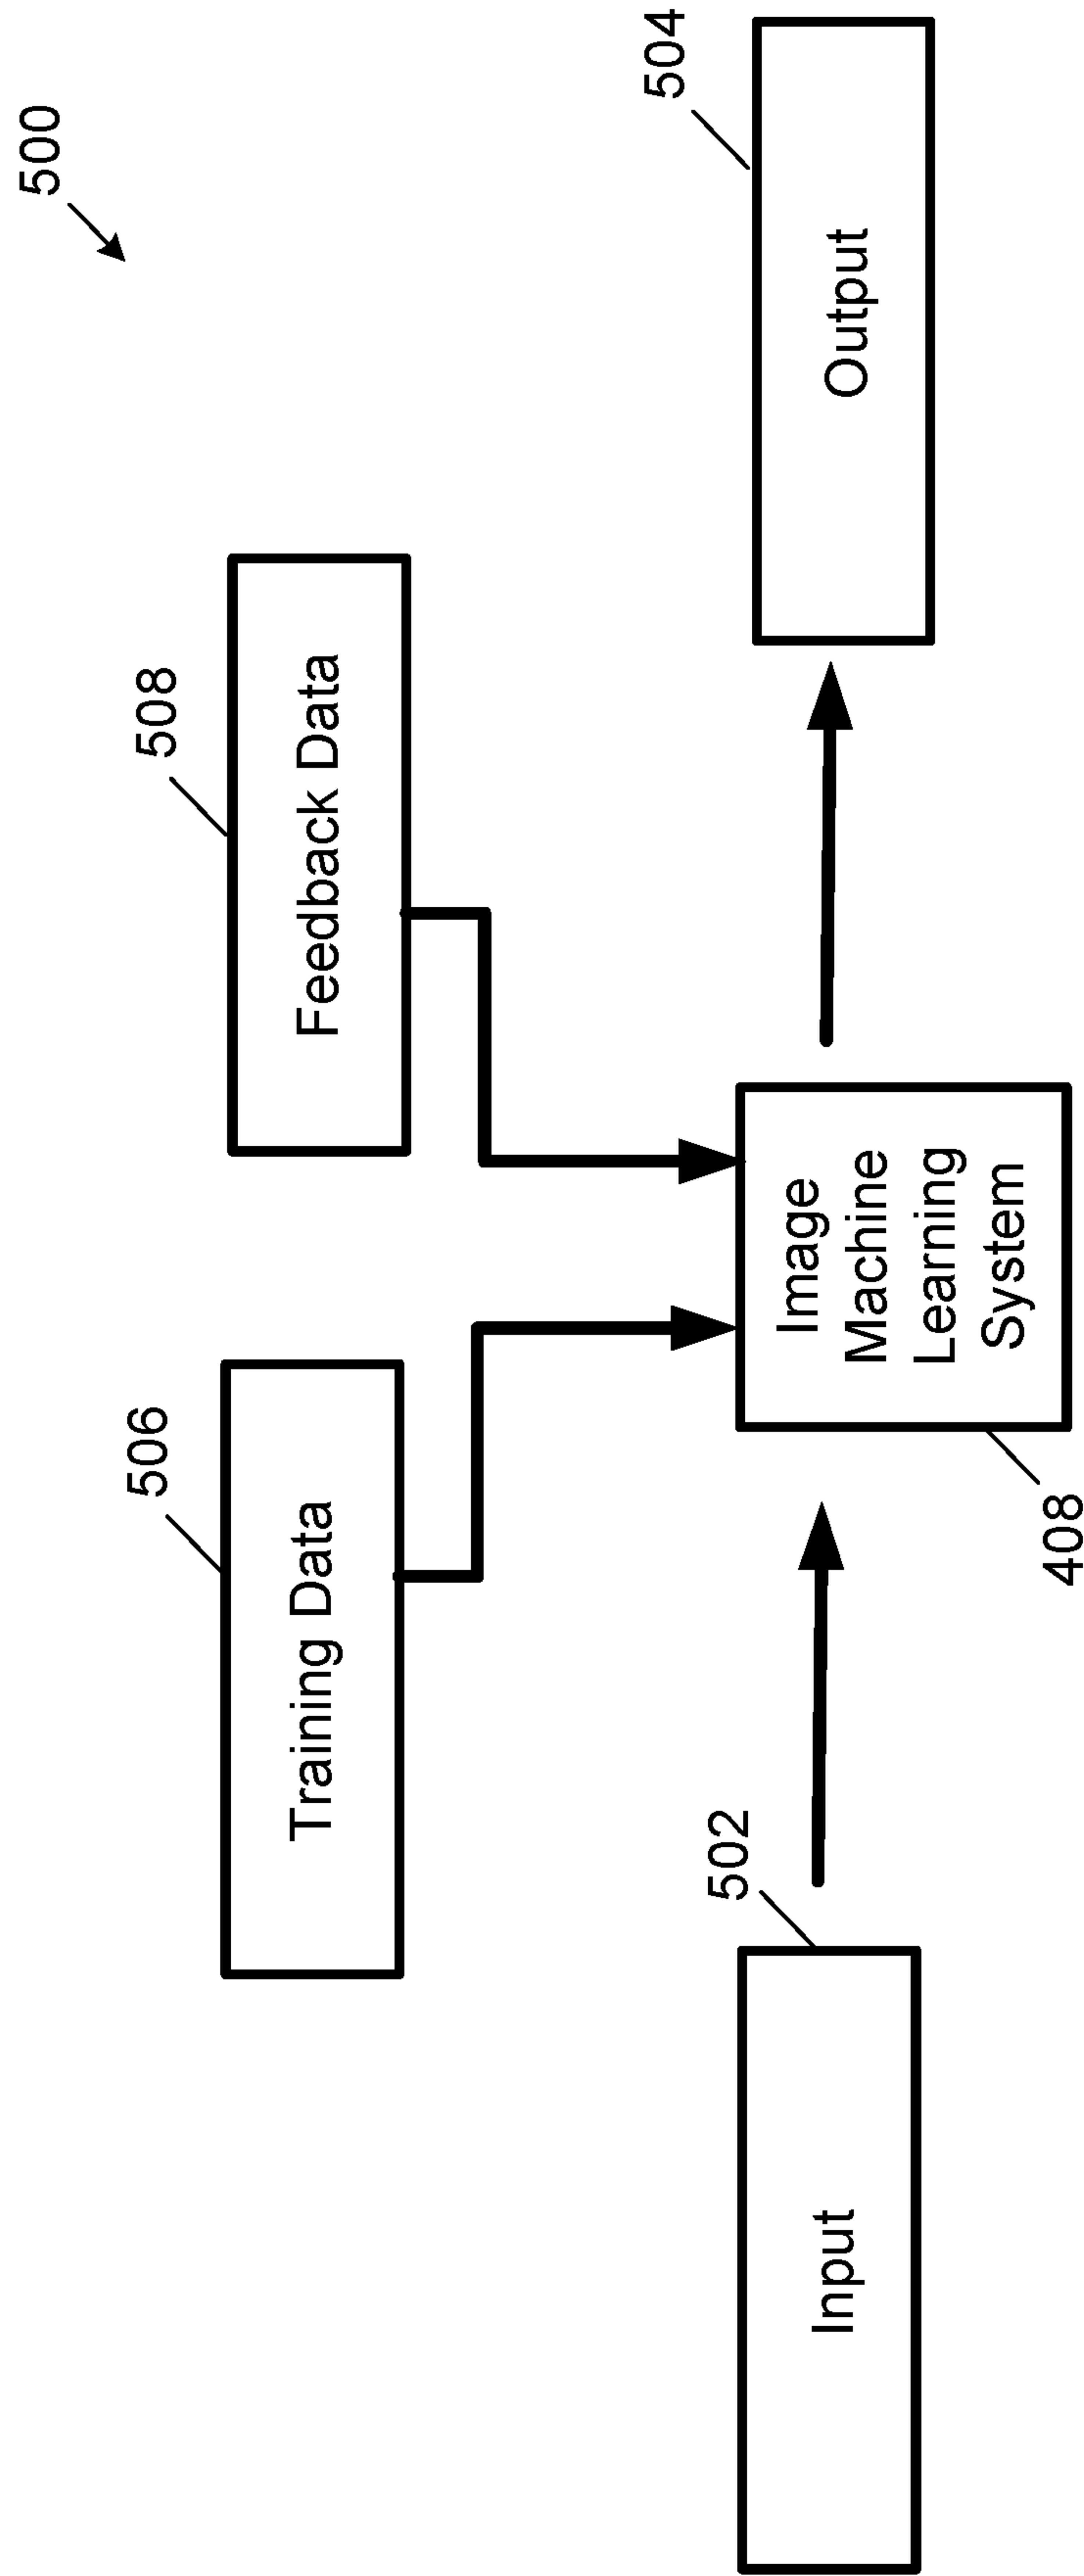 500
506
Training Data
508
Feedback Data
502
Input
408
Image
Machine
Learning
System
504
Output